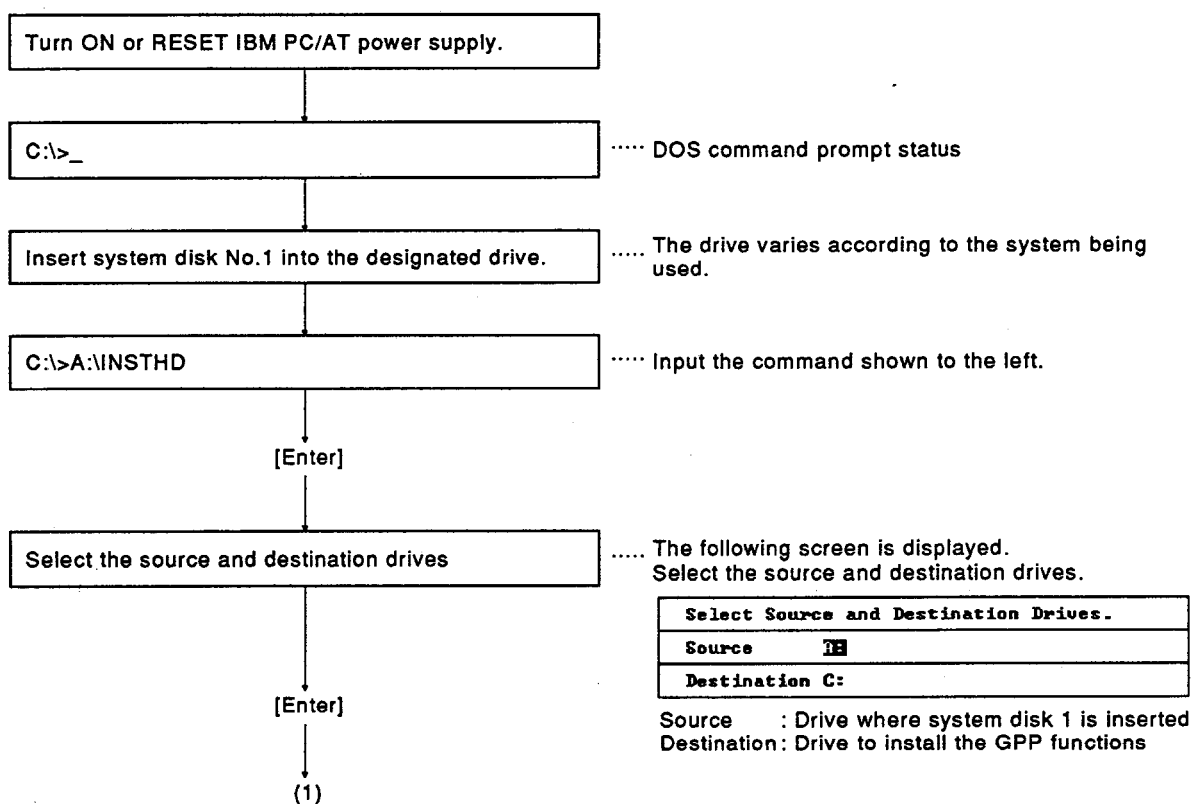 Turn ON or RESET IBM PC/AT power supply.
C:\>_
····· DOS command prompt status
Insert system disk No.1 into the designated drive.
····· The drive varies according to the system being
used.
C:\>A:\INSTHD
····· Input the command shown to the left.
[Enter]
Select the source and destination drives
····· The following screen is displayed.
Select the source and destination drives.
Select Source and Destination Drives.
Source A:
Destination C:
[Enter]
Source : Drive where system disk 1 is inserted
Destination : Drive to install the GPP functions
(1)